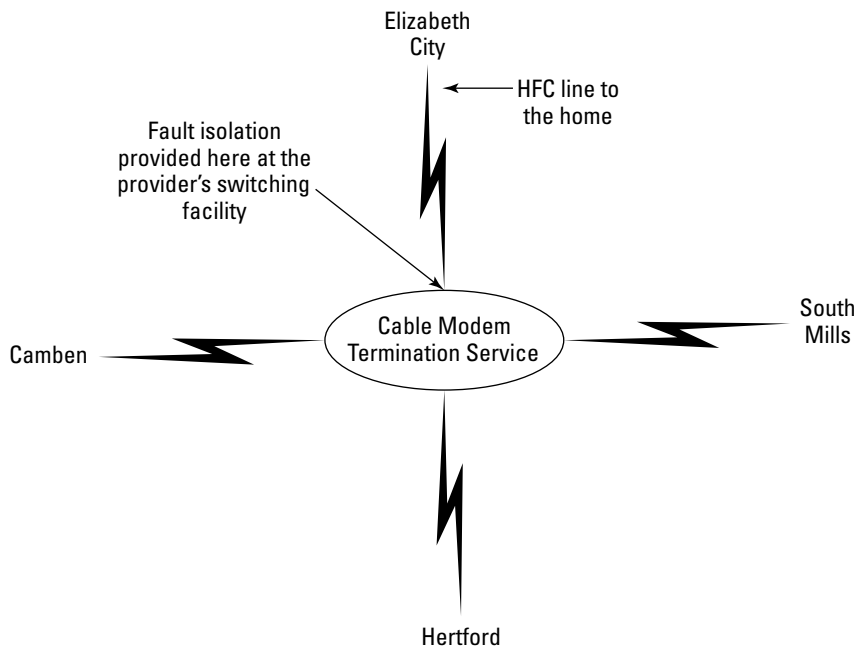 Elizabeth
City
HFC line to
the home
Fault isolation
provided here at the
provider's switching
facility
Cable Modem
Termination Service
South
Mills
Camben
Hertford